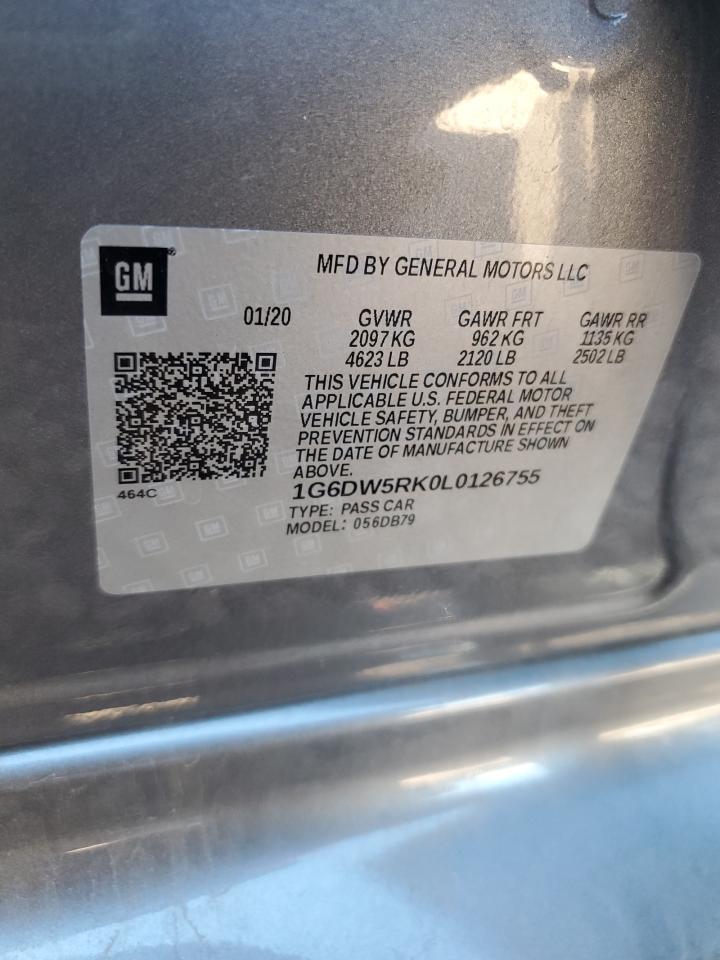 GM
MFD BY GENERAL MOTORS LLC
01/20 GVWR GAWR FRT GAWR RR
2097 KG 962 KG 1135 KG
4623 LB 2120 LB 2502 LB
THIS VEHICLE CONFORMS TO ALL
APPLICABLE U.S. FEDERAL MOTOR
VEHICLE SAFETY, BUMPER, AND THEFT
PREVENTION STANDARDS IN EFFECT ON
THE DATE OF MANUFACTURE SHOWN
ABOVE.
464C
1G6DW5RK0L0126755
TYPE: PASS CAR
MODEL: 056DB79